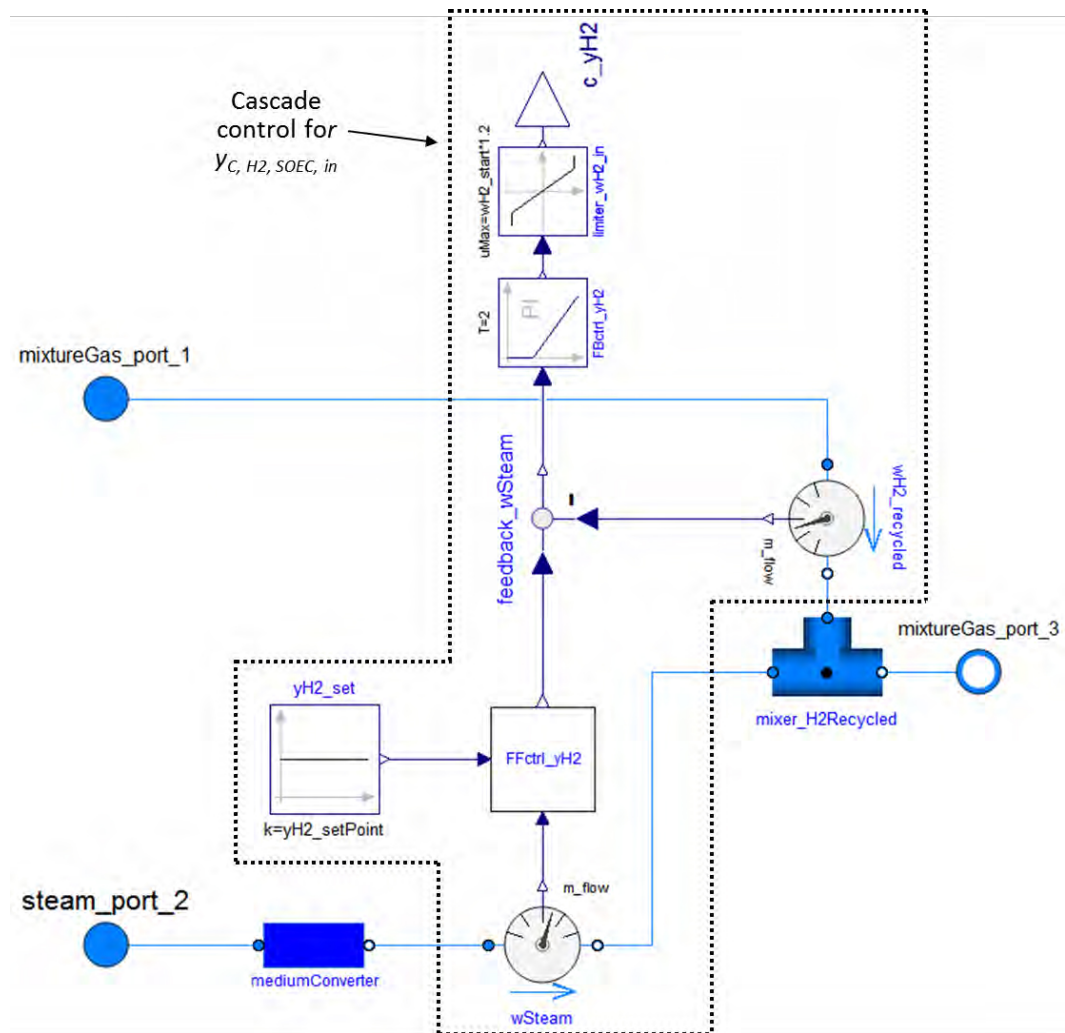 c_yH2
Cascade
control for
yC, H2, SOEC, in
uMax=wH2_start*1.2
limiter_wH2_in
T=2
PI
FBctrl_yH2
mixtureGas_port_1
feedback_wSteam
-
wH2_recycled
m_flow
mixtureGas_port_3
mixer_H2Recycled
yH2_set
FFctrl_yH2
k=yH2_setPoint
steam_port_2
m_flow
mediumConverter
wSteam